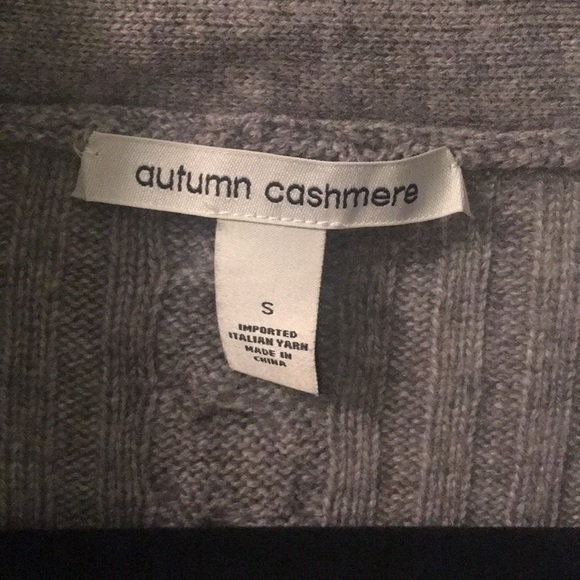 autumn cashmere
S
IMPORTED
ITALIAN YARN
MADE IN
CHINA